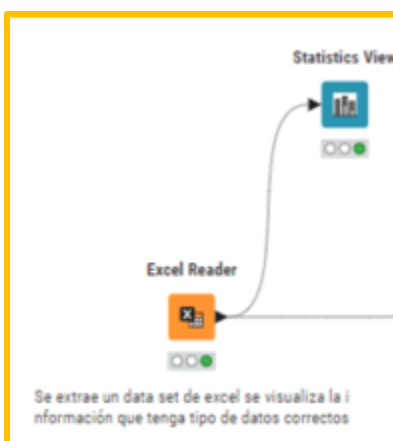 Statistics View
Excel Reader
Se extrae un data set de excel se visualiza la i
nformación que tenga tipo de datos correctos